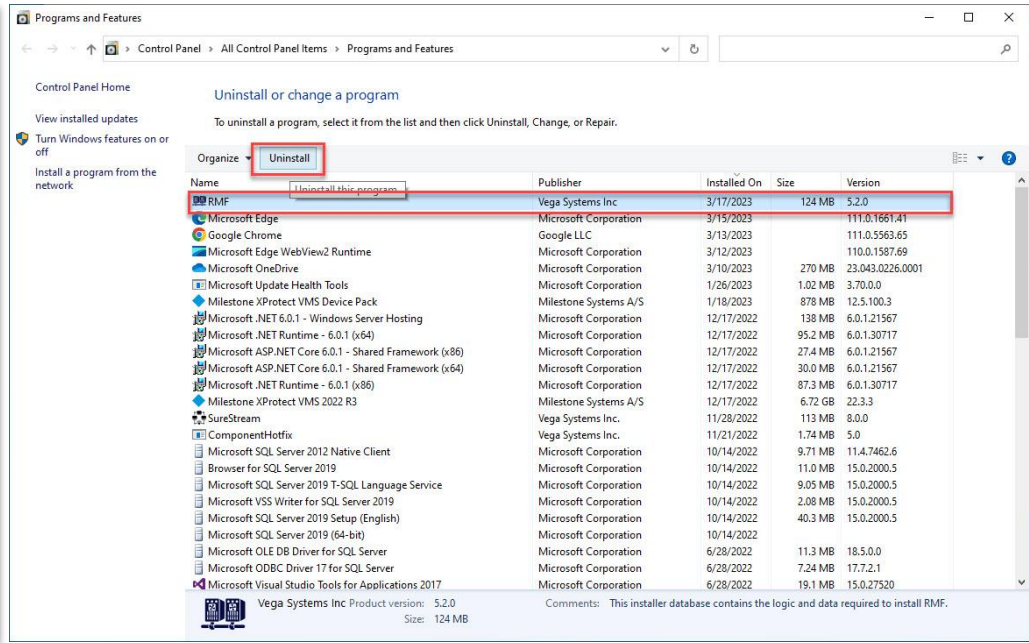 Programs and Features
Control Panel > All Control Panel Items > Programs and Features
Control Panel Home
View installed updates
Turn Windows features on or
off
Install a program from the
network
Uninstall or change a program
To uninstall a program, select it from the list and then click Uninstall, Change, or Repair.
Organize Uninstall
Name Publisher Installed On Size Version
Uninstall this program
RMF Vega Systems Inc 3/17/2023 124 MB 5.2.0
Microsoft Edge Microsoft Corporation 3/15/2023 111.0.1661.41
Google Chrome Google LLC 3/13/2023 111.0.5563.65
Microsoft Edge WebView2 Runtime Microsoft Corporation 3/12/2023 110.0.1587.69
Microsoft OneDrive Microsoft Corporation 3/10/2023 270 MB 23.043.0226.0001
Microsoft Update Health Tools Microsoft Corporation 1/26/2023 1.02 MB 3.70.0.0
Milestone XProtect VMS Device Pack Milestone Systems A/S 1/18/2023 878 MB 12.5.100.3
Microsoft .NET 6.0.1 - Windows Server Hosting Microsoft Corporation 12/17/2022 138 MB 6.0.1.21567
Microsoft .NET Runtime - 6.0.1 (x64) Microsoft Corporation 12/17/2022 95.2 MB 6.0.1.30717
Microsoft ASP.NET Core 6.0.1 - Shared Framework (x86) Microsoft Corporation 12/17/2022 27.4 MB 6.0.1.21567
Microsoft ASP.NET Core 6.0.1 - Shared Framework (x64) Microsoft Corporation 12/17/2022 30.0 MB 6.0.1.21567
Microsoft .NET Runtime - 6.0.1 (x86) Microsoft Corporation 12/17/2022 87.3 MB 6.0.1.30717
Milestone XProtect VMS 2022 R3 Milestone Systems A/S 12/17/2022 6.72 GB 22.3.3
SureStream Vega Systems Inc. 11/28/2022 113 MB 8.0.0
ComponentHotfix Vega Systems Inc. 11/21/2022 1.74 MB 5.0
Microsoft SQL Server 2012 Native Client Microsoft Corporation 10/14/2022 9.71 MB 11.4.7462.6
Browser for SQL Server 2019 Microsoft Corporation 10/14/2022 11.0 MB 15.0.2000.5
Microsoft SQL Server 2019 T-SQL Language Service Microsoft Corporation 10/14/2022 9.05 MB 15.0.2000.5
Microsoft VSS Writer for SQL Server 2019 Microsoft Corporation 10/14/2022 2.08 MB 15.0.2000.5
Microsoft SQL Server 2019 Setup (English) Microsoft Corporation 10/14/2022 40.3 MB 15.0.2000.5
Microsoft SQL Server 2019 (64-bit) Microsoft Corporation 10/14/2022
Microsoft OLE DB Driver for SQL Server Microsoft Corporation 6/28/2022 11.3 MB 18.5.0.0
Microsoft ODBC Driver 17 for SQL Server Microsoft Corporation 6/28/2022 7.24 MB 17.7.2.1
Microsoft Visual Studio Tools for Applications 2017 Microsoft Corporation 6/28/2022 19.1 MB 15.0.27520
Vega Systems Inc Product version: 5.2.0 Comments: This installer database contains the logic and data required to install RMF.
Size: 124 MB